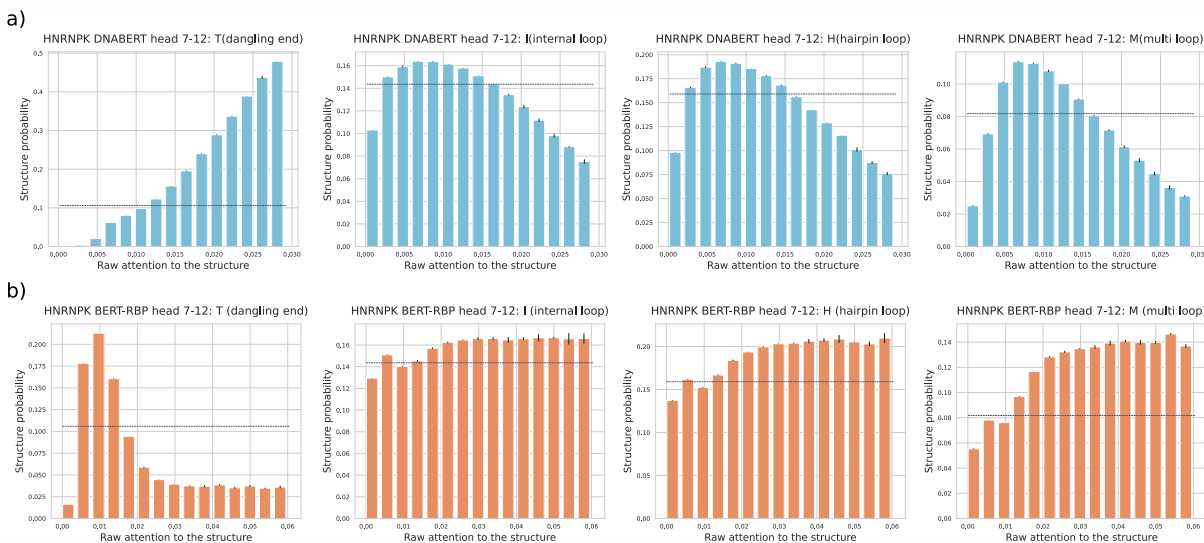 a)
HNRNPK DNABERT head 7-12: T(dangling end)
Structure probability
0.5
0.4
0.3
0.2
0.1
0.0
0.000 0.005 0.010 0.015 0.020 0.025 0.030
Raw attention to the structure
HNRNPK DNABERT head 7-12: I(internal loop)
Structure probability
0.16
0.14
0.12
0.10
0.08
0.06
0.04
0.02
0.00
0.000 0.005 0.010 0.015 0.020 0.025 0.030
Raw attention to the structure
HNRNPK DNABERT head 7-12: H(hairpin loop)
Structure probability
0.200
0.175
0.150
0.125
0.100
0.075
0.050
0.025
0.000
0.000 0.005 0.010 0.015 0.020 0.025 0.030
Raw attention to the structure
HNRNPK DNABERT head 7-12: M(multi loop)
Structure probability
0.10
0.08
0.06
0.04
0.02
0.00
0.000 0.005 0.010 0.015 0.020 0.025 0.03
Raw attention to the structure
b)
HNRNPK BERT-RBP head 7-12: T (dangling end)
Structure probability
0.200
0.175
0.150
0.125
0.100
0.075
0.050
0.025
0.000
0.00 0.01 0.02 0.03 0.04 0.05 0.06
Raw attention to the structure
HNRNPK BERT-RBP head 7-12: I (internal loop)
Structure probability
0.16
0.14
0.12
0.10
0.08
0.06
0.04
0.02
0.00
0.00 0.01 0.02 0.03 0.04 0.05 0.06
Raw attention to the structure
HNRNPK BERT-RBP head 7-12: H (hairpin loop)
Structure probability
0.20
0.15
0.10
0.05
0.00
0.00 0.01 0.02 0.03 0.04 0.05 0.06
Raw attention to the structure
HNRNPK BERT-RBP head 7-12: M (multi loop)
Structure probability
0.14
0.12
0.10
0.08
0.06
0.04
0.02
0.00
0.00 0.01 0.02 0.03 0.04 0.05 0.06
Raw attention to the structure